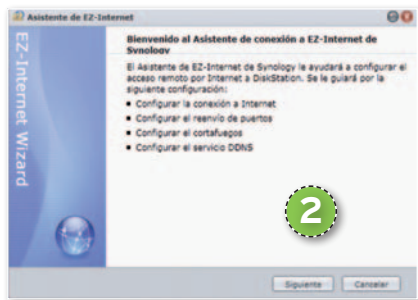 Asistente de EZ-Internet
EZ-Internet Wizard
Bienvenido al Asistente de conexión a EZ-Internet de
Synology
El Asistente de EZ-Internet de Synology le ayudará a configurar el
acceso remoto por Internet a DiskStation. Se le guiará por la
siguiente configuración:
• Configurar la conexión a Internet
• Configurar el reenvío de puertos
• Configurar el cortafuegos
• Configurar el servicio DDNS
2
Siguiente Cancelar